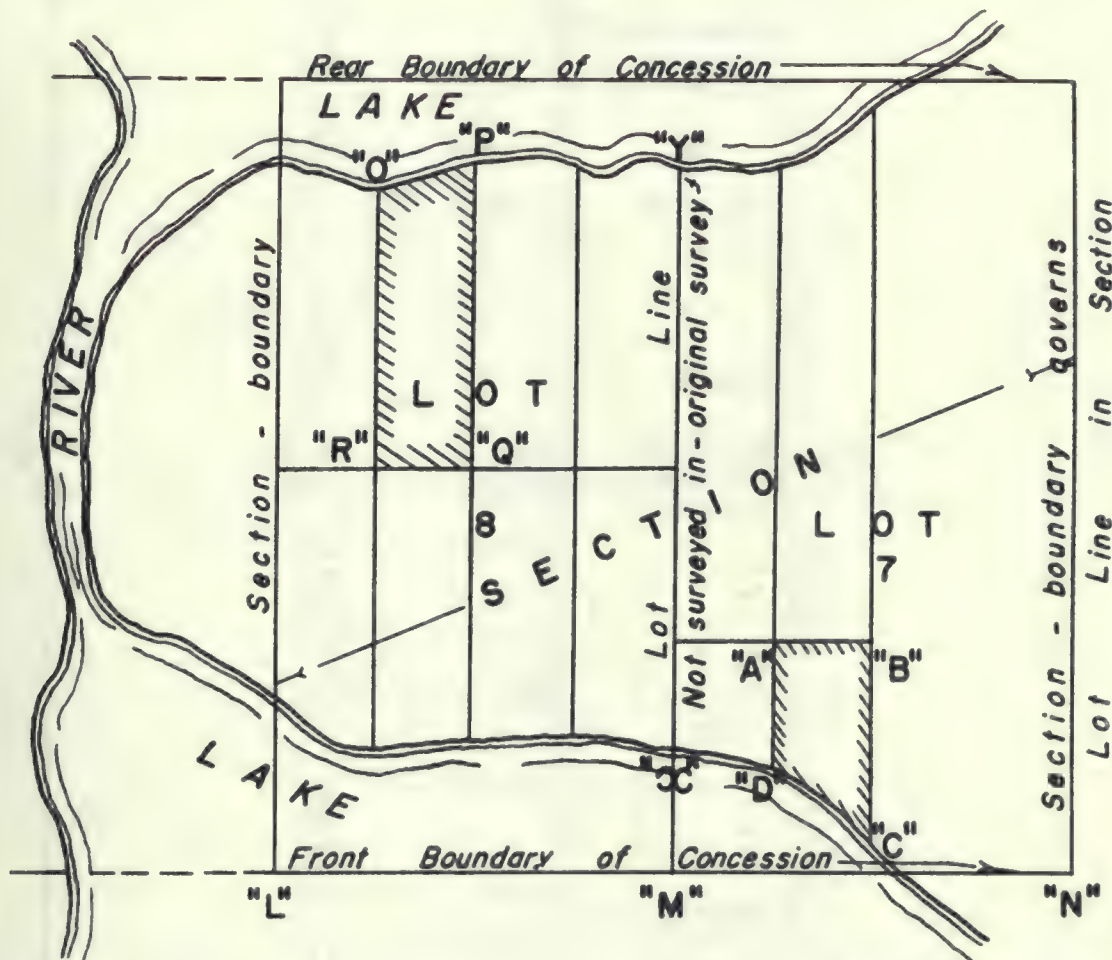 Rear Boundary of Concession
LAKE
"P"
"Y"
"O"
Section - boundary
RIVER
Lot Line
Not surveyed in - original survey
Section - boundary governs
Lot Line in Section
LOT
8
"R"
"Q"
SECTION
LOT
7
"A"
"B"
LAKE
"X"
"D"
"C"
Front Boundary of Concession
"L"
"M"
"N"